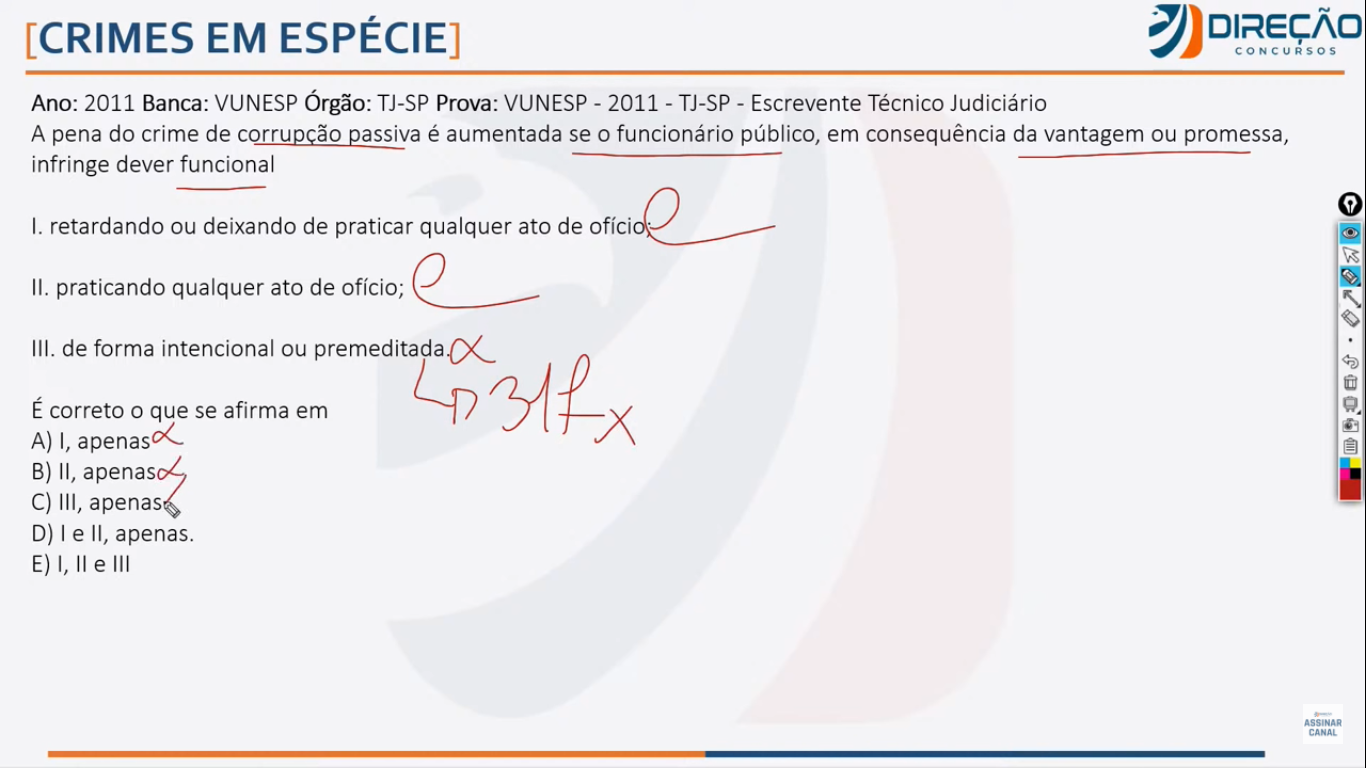 [CRIMES EM ESPÉCIE]
DIREÇÃO
CONCURSOS
Ano: 2011 Banca: VUNESP Órgão: TJ-SP Prova: VUNESP - 2011 - TJ-SP - Escrevente Técnico Judiciário
A pena do crime de corrupção passiva é aumentada se o funcionário público, em consequência da vantagem ou promessa,
infringe dever funcional
I. retardando ou deixando de praticar qualquer ato de ofício;
II. praticando qualquer ato de ofício;
III. de forma intencional ou premeditada.
É correto o que se afirma em
A) I, apenas
B) II, apenas
C) III, apenas
D) I e II, apenas.
E) I, II e III
ASSINAR
CANAL